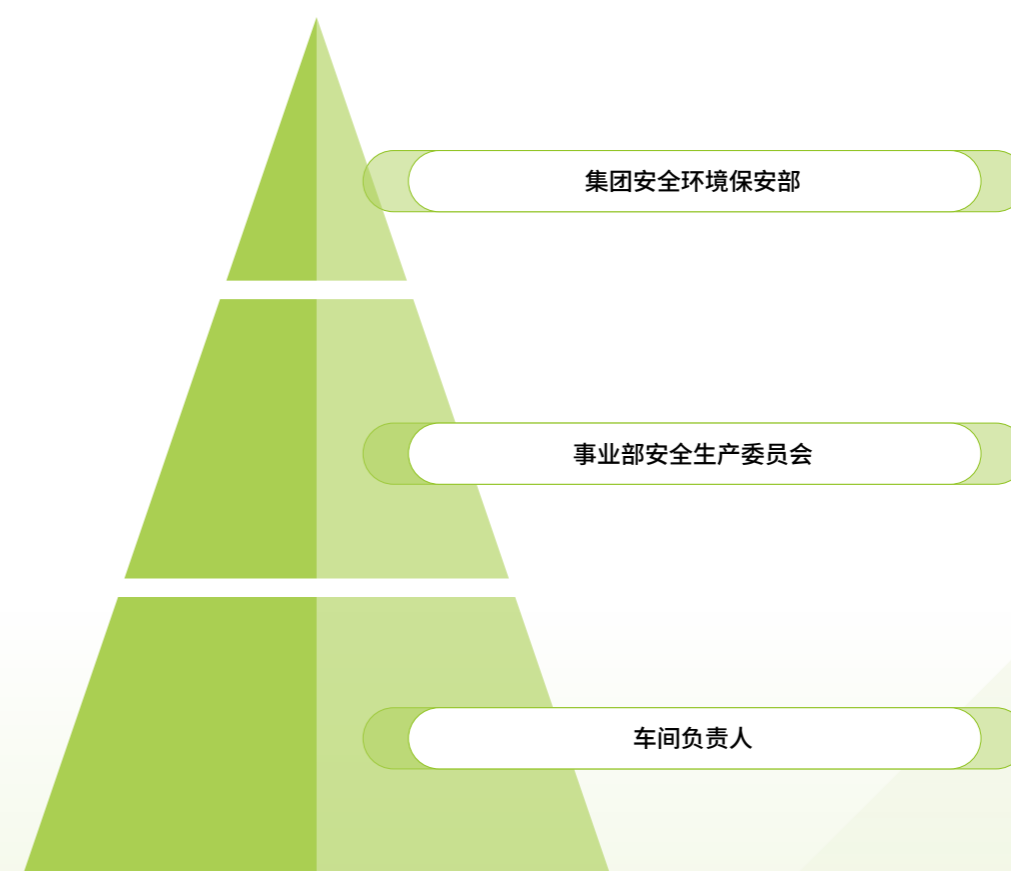 集团安全环境保安部
事业部安全生产委员会
车间负责人